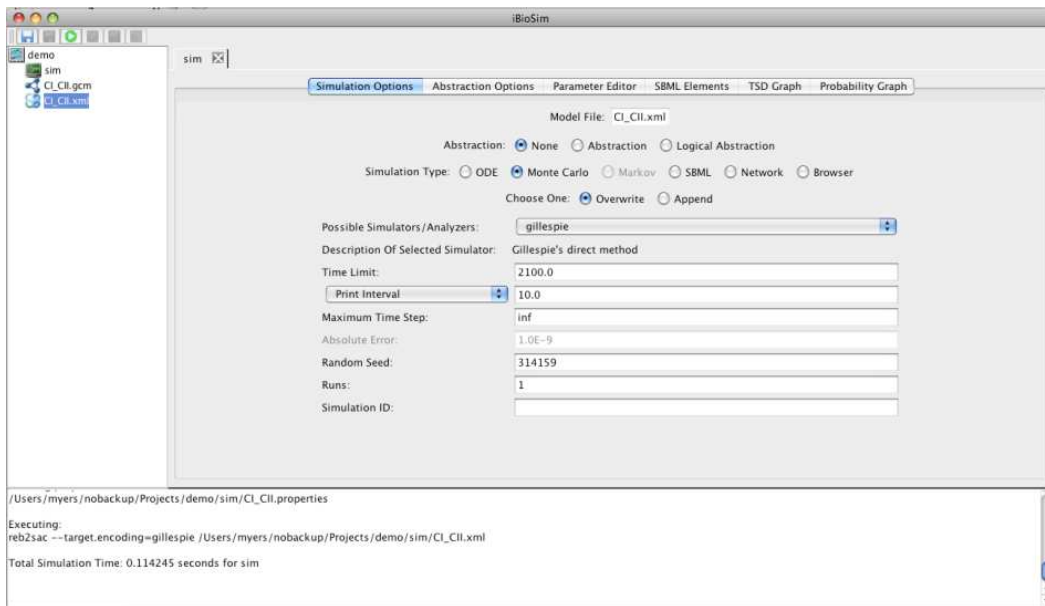 iBioSim
demo
sim
CI_CII.gcm
CI_CII.xml
sim
Simulation Options Abstraction Options Parameter Editor SBML Elements TSD Graph Probability Graph
Model File: CI_CII.xml
Abstraction: None Abstraction Logical Abstraction
Simulation Type: ODE Monte Carlo Markov SBML Network Browser
Choose One: Overwrite Append
Possible Simulators/Analyzers: gillespie
Description Of Selected Simulator: Gillespie's direct method
Time Limit: 2100.0
Print Interval 10.0
Maximum Time Step: inf
Absolute Error: 1.0E-9
Random Seed: 314159
Runs: 1
Simulation ID:
/Users/myers/nobackup/Projects/demo/sim/CI_CII.properties
Executing:
reb2sac --target.encoding=gillespie /Users/myers/nobackup/Projects/demo/sim/CI_CII.xml
Total Simulation Time: 0.114245 seconds for sim